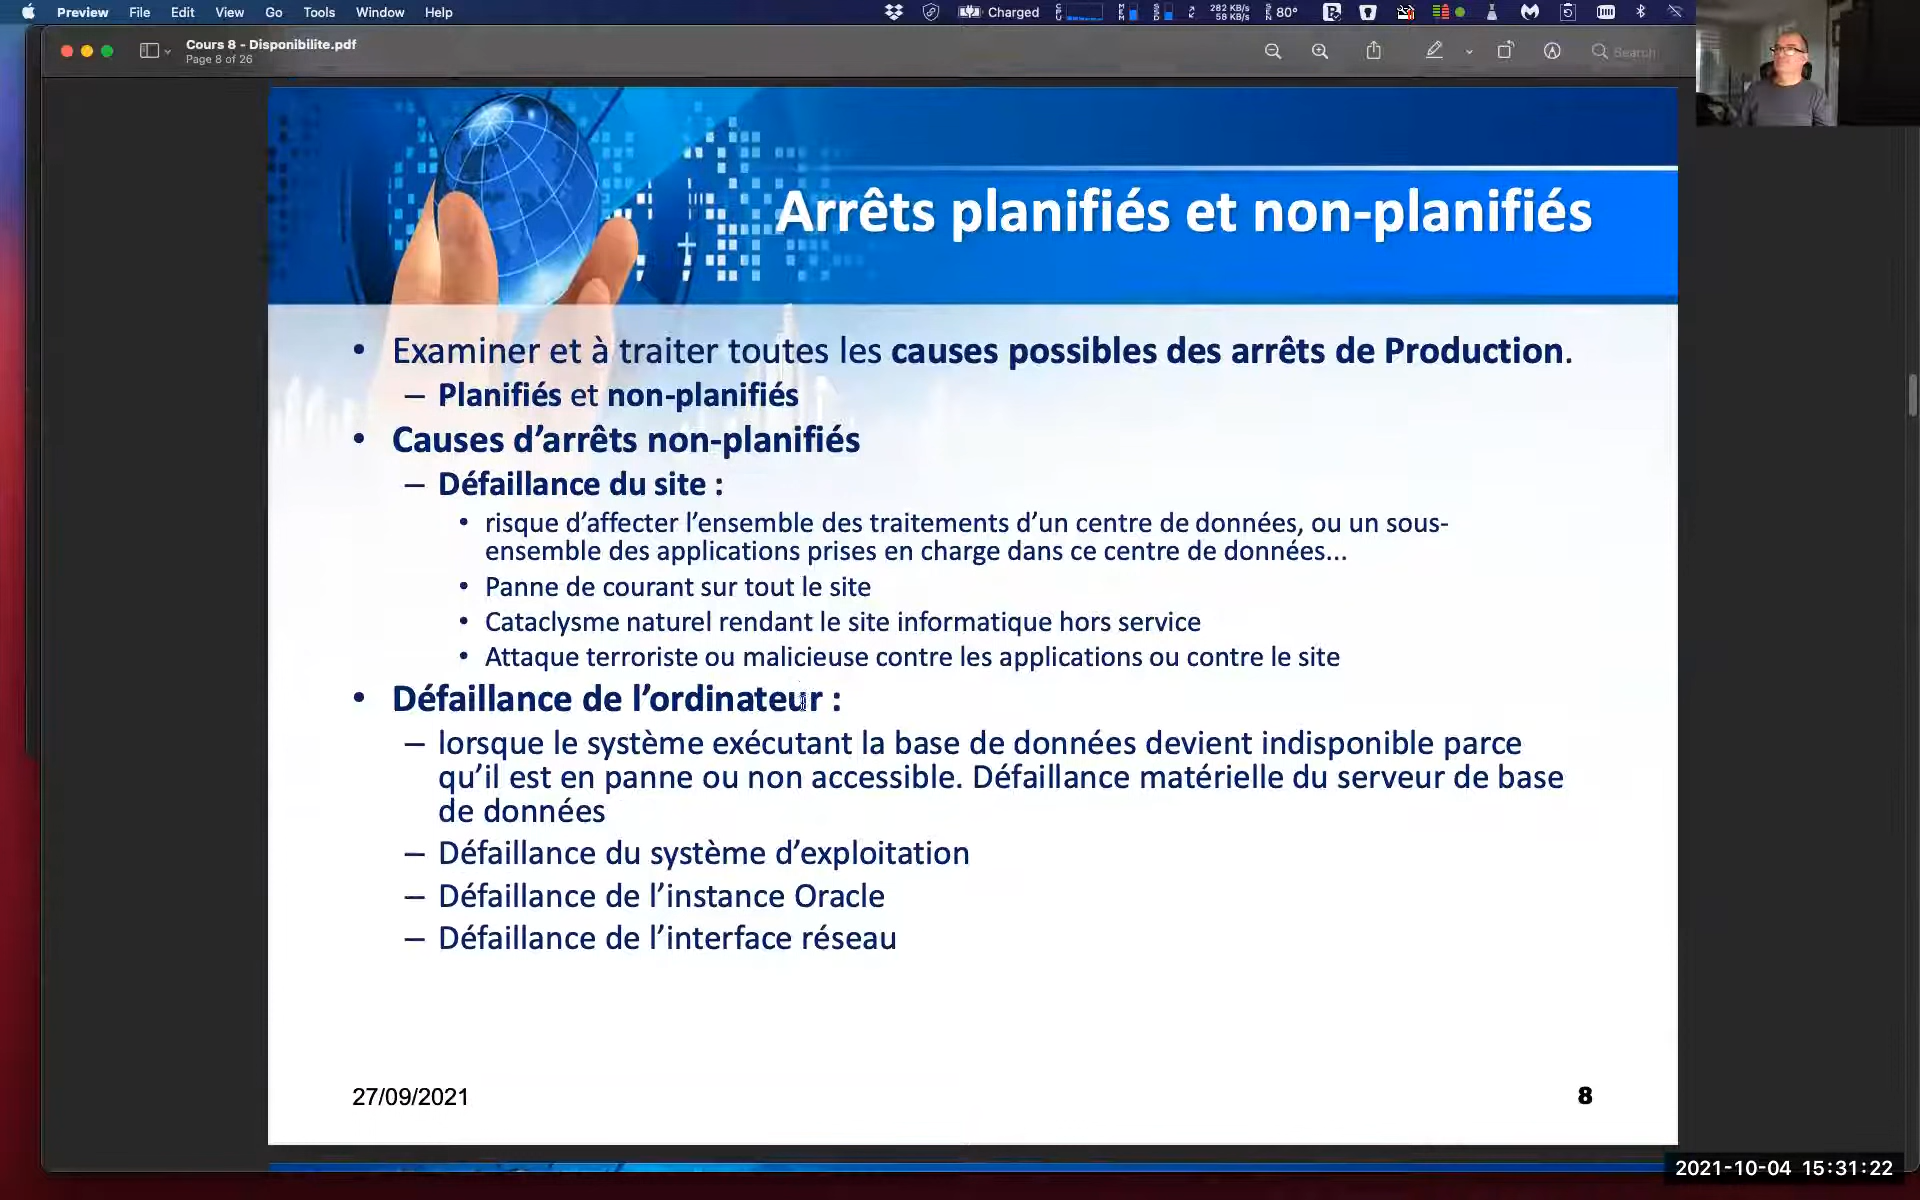 Preview File Edit View Go Tools Window Help
Charged 282 KB/s 58 KB/s 80°
Cours 8 - Disponibilite.pdf
Page 8 of 26
Search
Arrêts planifiés et non-planifiés
• Examiner et à traiter toutes les causes possibles des arrêts de Production.
– Planifiés et non-planifiés
• Causes d’arrêts non-planifiés
– Défaillance du site :
• risque d’affecter l’ensemble des traitements d’un centre de données, ou un sous-
ensemble des applications prises en charge dans ce centre de données...
• Panne de courant sur tout le site
• Cataclysme naturel rendant le site informatique hors service
• Attaque terroriste ou malicieuse contre les applications ou contre le site
• Défaillance de l’ordinateur :
– lorsque le système exécutant la base de données devient indisponible parce
qu’il est en panne ou non accessible. Défaillance matérielle du serveur de base
de données
– Défaillance du système d’exploitation
– Défaillance de l’instance Oracle
– Défaillance de l’interface réseau
27/09/2021
8
2021-10-04 15:31:22